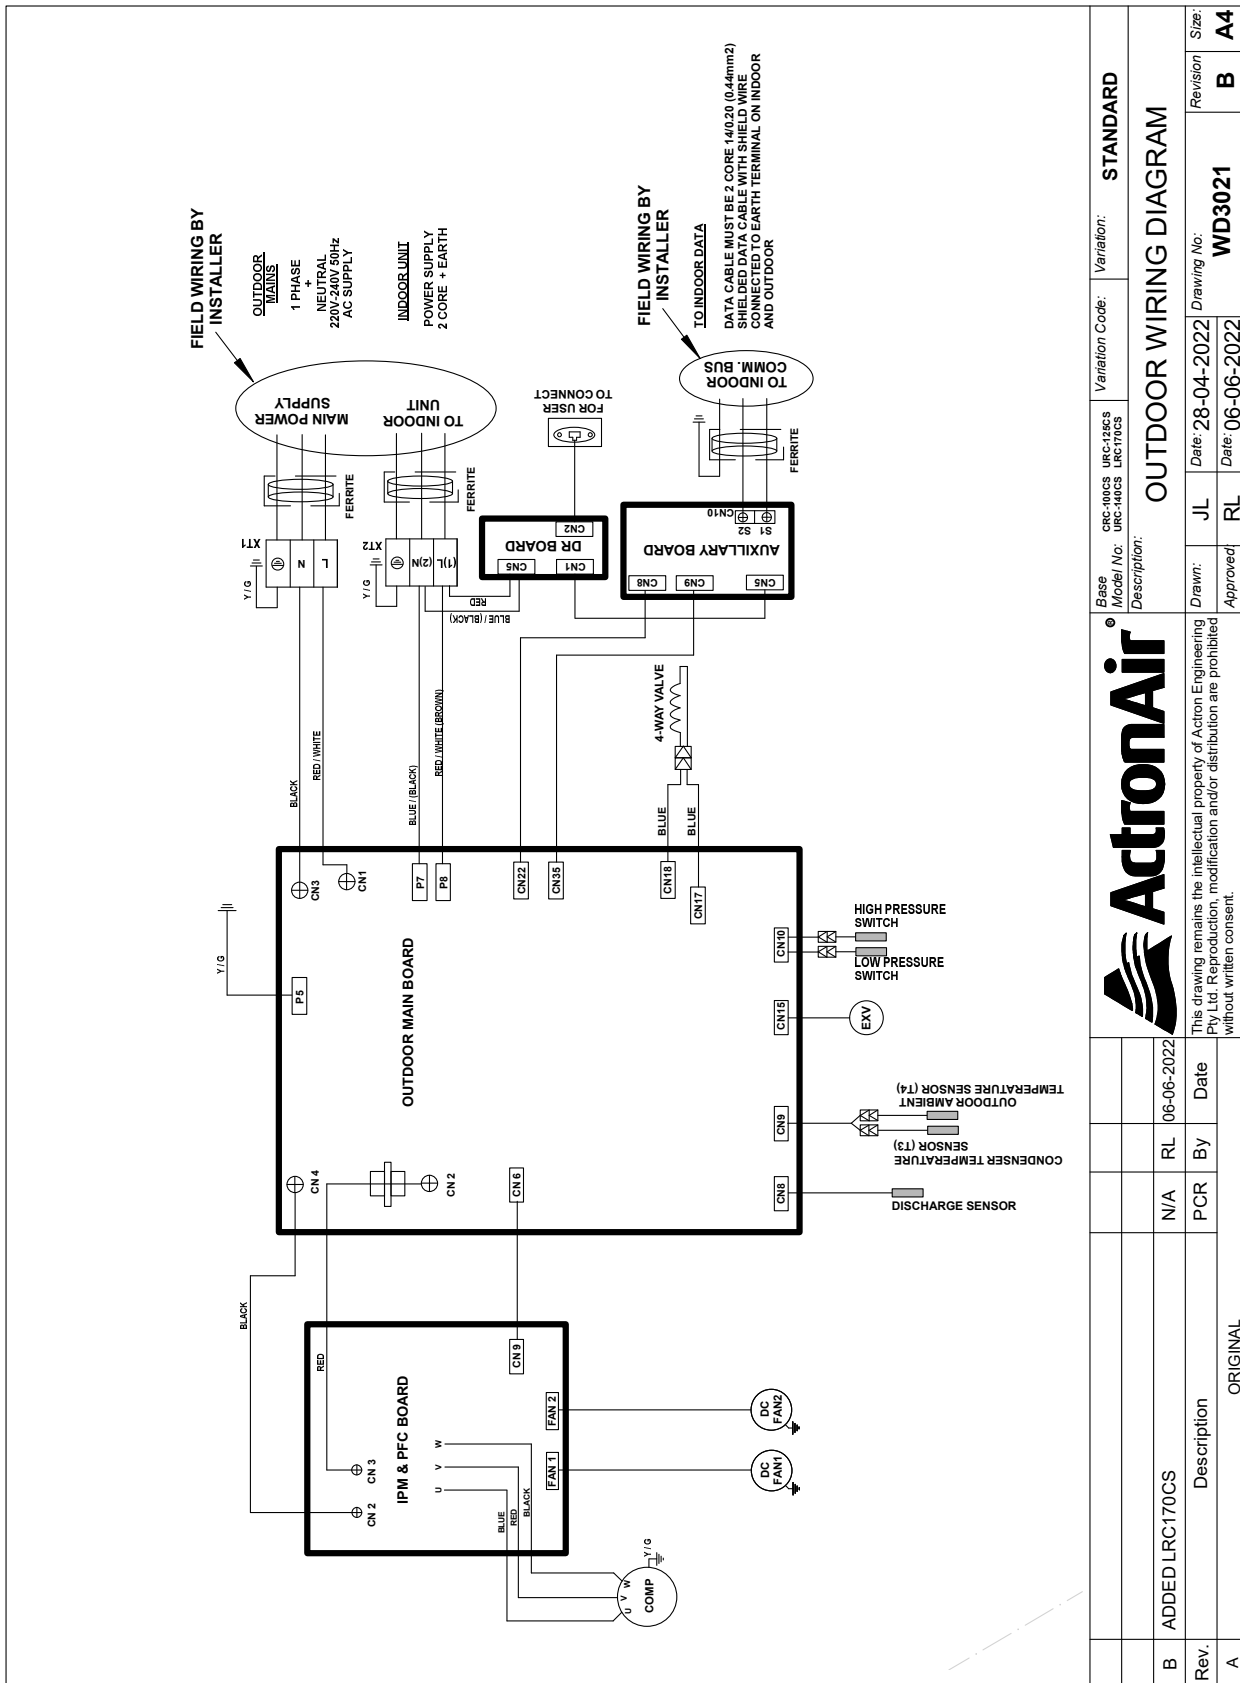 FIELD WIRING BY
INSTALLER
OUTDOOR
MAINS
1 PHASE
+
NEUTRAL
220V-240V 50Hz
AC SUPPLY
INDOOR UNIT
POWER SUPPLY
2 CORE + EARTH
FIELD WIRING BY
INSTALLER
TO INDOOR DATA
DATA CABLE MUST BE 2 CORE 14/0.20 (0.44mm2)
SHIELDED DATA CABLE WITH SHIELD WIRE
CONNECTED TO EARTH TERMINAL ON INDOOR
AND OUTDOOR
MAIN POWER
SUPPLY
TO INDOOR
UNIT
FOR USER
TO CONNECT
TO INDOOR
COMM. BUS
FERRITE
FERRITE
FERRITE
XT1
Y / G
N
L
XT2
Y / G
(2)N
(1)L
RED
BLUE / (BLACK)
CN2
DR BOARD
CN5
CN1
CN10
S2
S1
AUXILLARY BOARD
CN8
CN9
CN5
BLACK
RED / WHITE
BLUE / (BLACK)
RED / WHITE (BROWN)
4-WAY VALVE
BLUE
BLUE
Y / G
P5
CN3
CN1
P7
P8
CN22
CN35
CN18
CN17
OUTDOOR MAIN BOARD
CN10
HIGH PRESSURE
SWITCH
LOW PRESSURE
SWITCH
CN15
EXV
CN9
OUTDOOR AMBIENT
TEMPERATURE SENSOR (T4)
CONDENSER TEMPERATURE
SENSOR (T3)
CN8
DISCHARGE SENSOR
CN 4
CN 2
CN 6
BLACK
RED
CN 9
IPM & PFC BOARD
CN 3
CN 2
U
V
W
FAN 2
FAN 1
DC
FAN2
DC
FAN1
BLUE
RED
BLACK
U
V
W
COMP
Y / G
Base
Model No:
CRC-100CS URC-125CS
URC-140CS LRC170CS
Variation Code:
Variation:
STANDARD
Description:
OUTDOOR WIRING DIAGRAM
Drawn:
JL
Date: 28-04-2022
Drawing No:
WD3021
Revision
B
Size:
A4
Approved:
RL
Date: 06-06-2022
ActronAir®
This drawing remains the intellectual property of Actron Engineering
Pty Ltd. Reproduction, modification and/or distribution are prohibited
without written consent.
B ADDED LRC170CS N/A RL 06-06-2022
Rev. Description PCR By Date
A ORIGINAL